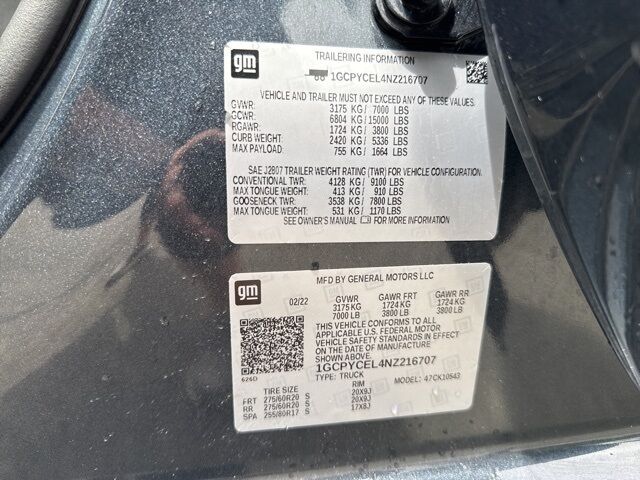 gm
TRAILERING INFORMATION
1GCPYCEL4NZ216707
VEHICLE AND TRAILER MUST NOT EXCEED ANY OF THESE VALUES.
GVWR: 3175 KG / 7000 LBS
GCWR: 6804 KG / 15000 LBS
RGAWR: 1724 KG / 3800 LBS
CURB WEIGHT: 2420 KG / 5336 LBS
MAX PAYLOAD: 755 KG / 1664 LBS
SAE J2807 TRAILER WEIGHT RATING (TWR) FOR VEHICLE CONFIGURATION.
CONVENTIONAL TWR: 4128 KG / 9100 LBS
MAX TONGUE WEIGHT: 413 KG / 910 LBS
GOOSENECK TWR: 3538 KG / 7800 LBS
MAX TONGUE WEIGHT: 531 KG / 1170 LBS
SEE OWNER'S MANUAL FOR MORE INFORMATION
gm
MFD BY GENERAL MOTORS LLC
02/22 GVWR GAWR FRT GAWR RR
3175 KG 1724 KG 1724 KG
7000 LB 3800 LB 3800 LB
THIS VEHICLE CONFORMS TO ALL
APPLICABLE U.S. FEDERAL MOTOR
VEHICLE SAFETY STANDARDS IN EFFECT
ON THE DATE OF MANUFACTURE
SHOWN ABOVE.
1GCPYCEL4NZ216707
626D TYPE: TRUCK MODEL: 47CK10543
TIRE SIZE RIM
FRT 275/60R20 S 20X9J
RR 275/60R20 S 20X9J
SPA 255/80R17 S 17X8J